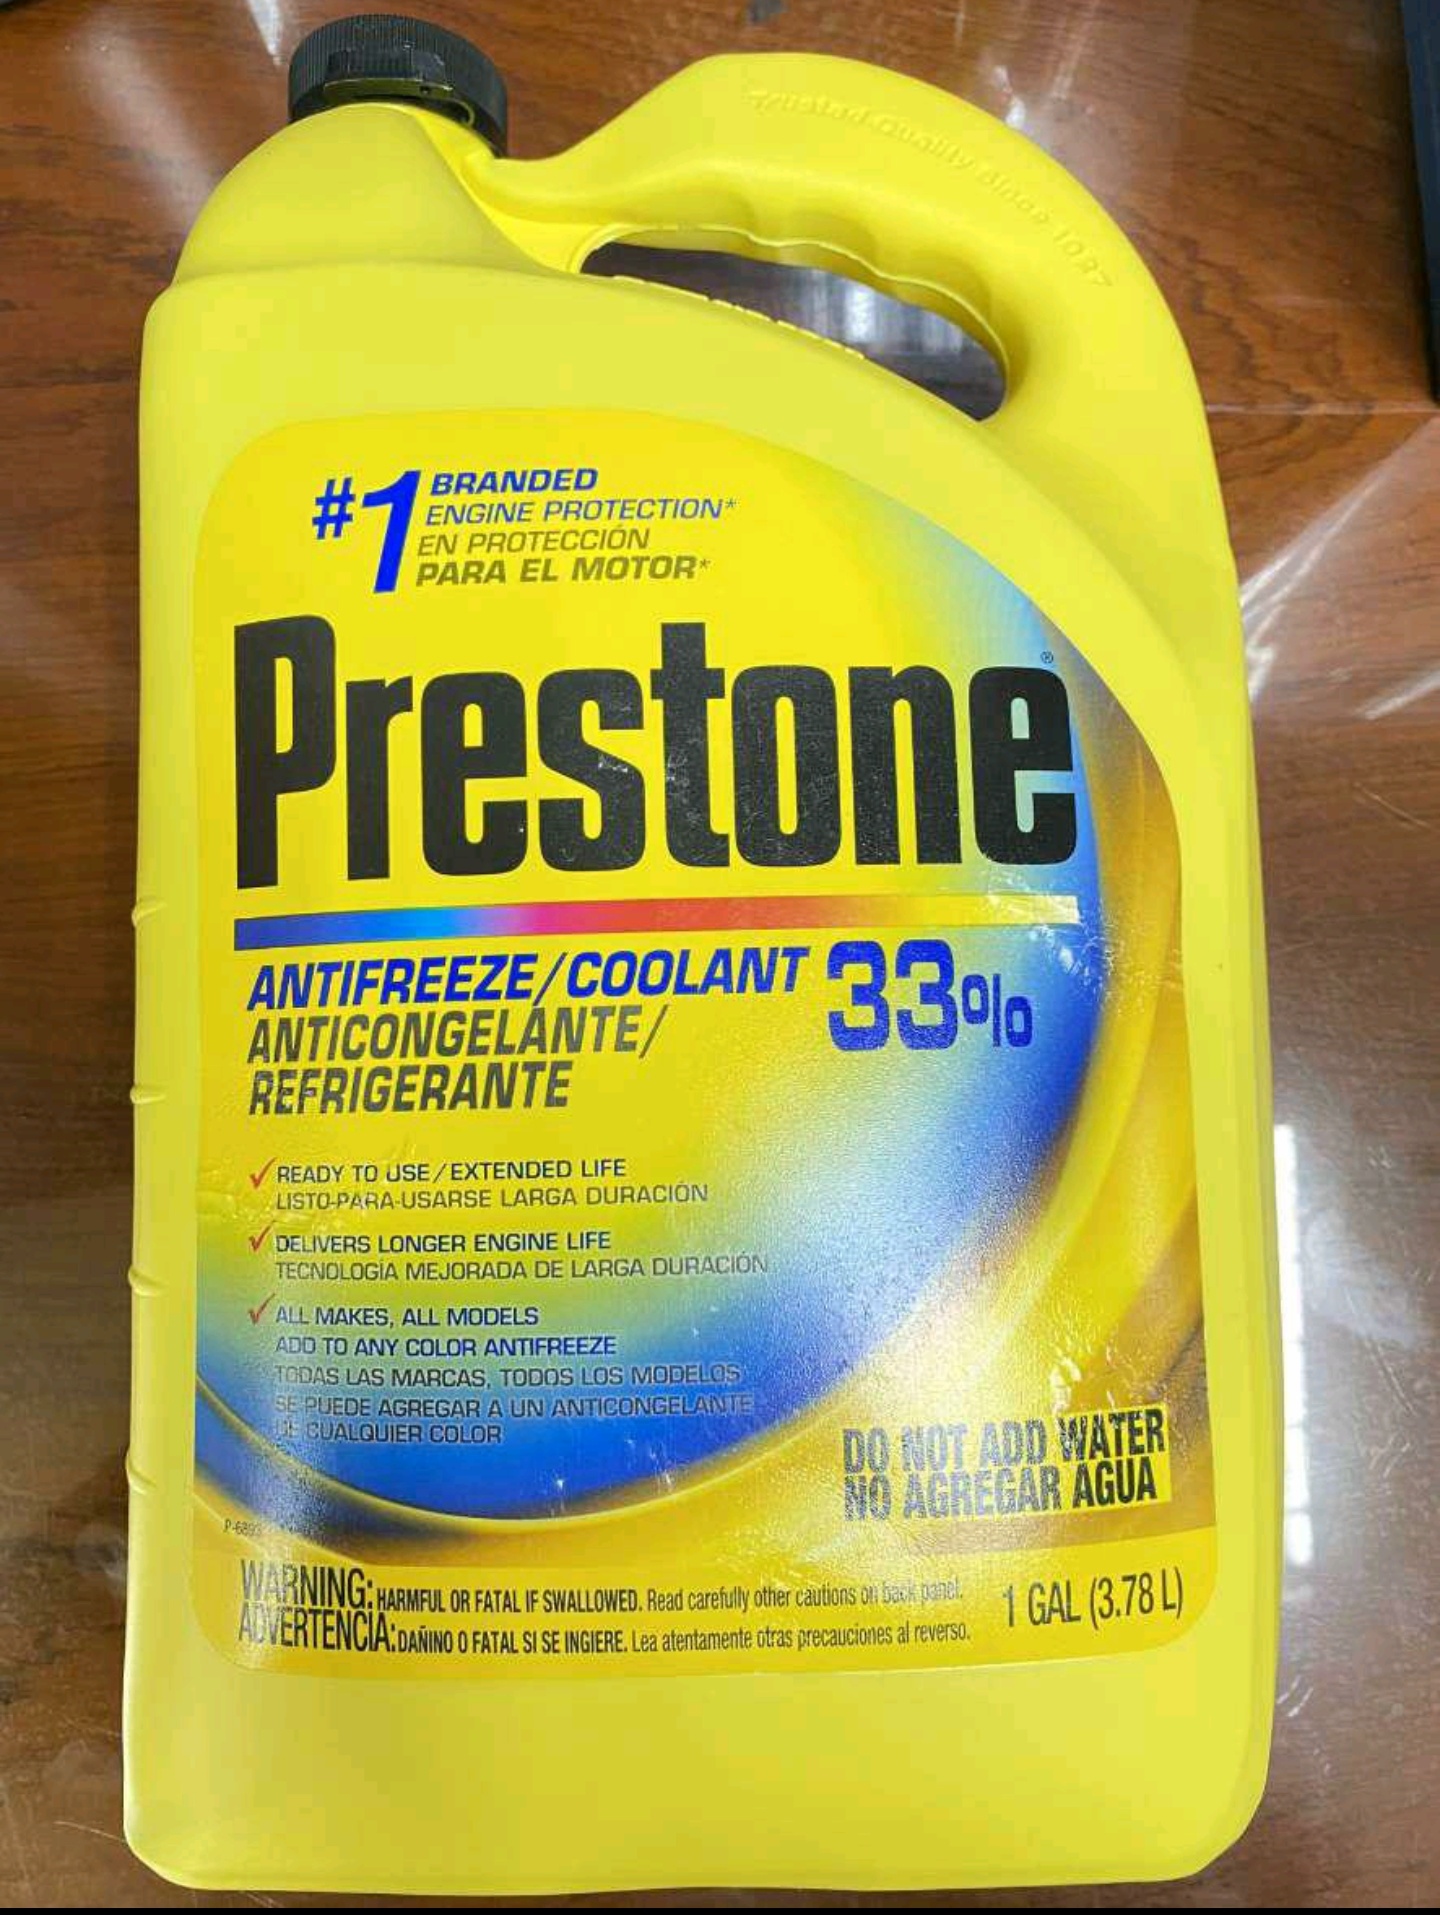 Trusted Quality Since 1927
#1 BRANDED
ENGINE PROTECTION*
EN PROTECCIÓN
PARA EL MOTOR*
Prestone®
ANTIFREEZE/COOLANT 33%
ANTICONGELANTE/
REFRIGERANTE
✓ READY TO USE/EXTENDED LIFE
LISTO-PARA-USARSE LARGA DURACIÓN
✓ DELIVERS LONGER ENGINE LIFE
TECNOLOGÍA MEJORADA DE LARGA DURACIÓN
✓ ALL MAKES, ALL MODELS
ADD TO ANY COLOR ANTIFREEZE
TODAS LAS MARCAS, TODOS LOS MODELOS
SE PUEDE AGREGAR A UN ANTICONGELANTE
DE CUALQUIER COLOR
DO NOT ADD WATER
NO AGREGAR AGUA
WARNING: HARMFUL OR FATAL IF SWALLOWED. Read carefully other cautions on back panel.
ADVERTENCIA: DAÑINO O FATAL SI SE INGIERE. Lea atentamente otras precauciones al reverso.
1 GAL (3.78 L)